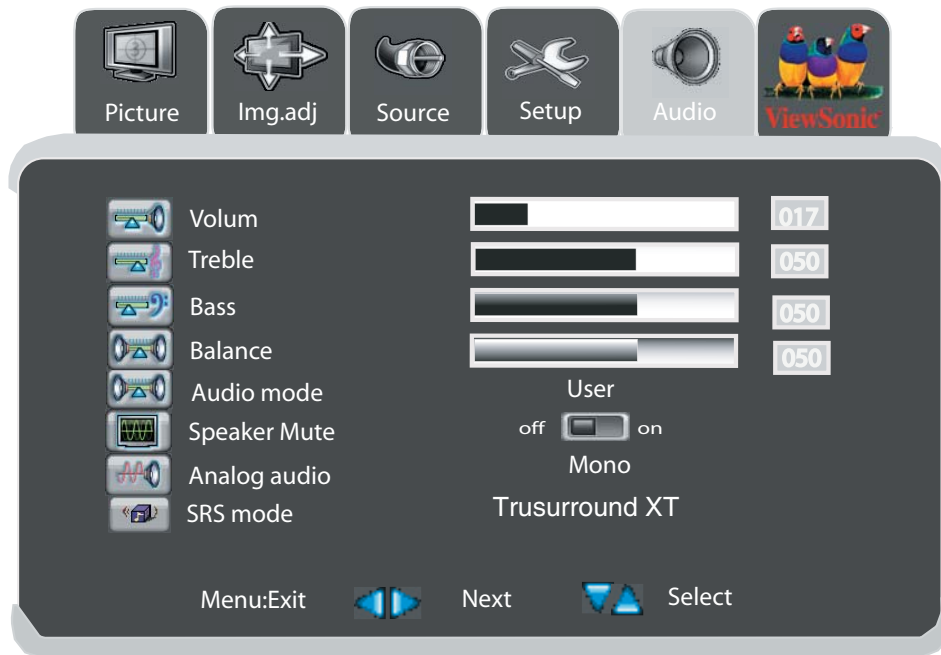 Picture Img.adj Source Setup Audio ViewSonic
Volum 017
Treble 050
Bass 050
Balance 050
Audio mode User
Speaker Mute off on
Analog audio Mono
SRS mode Trusurround XT
Menu:Exit Next Select